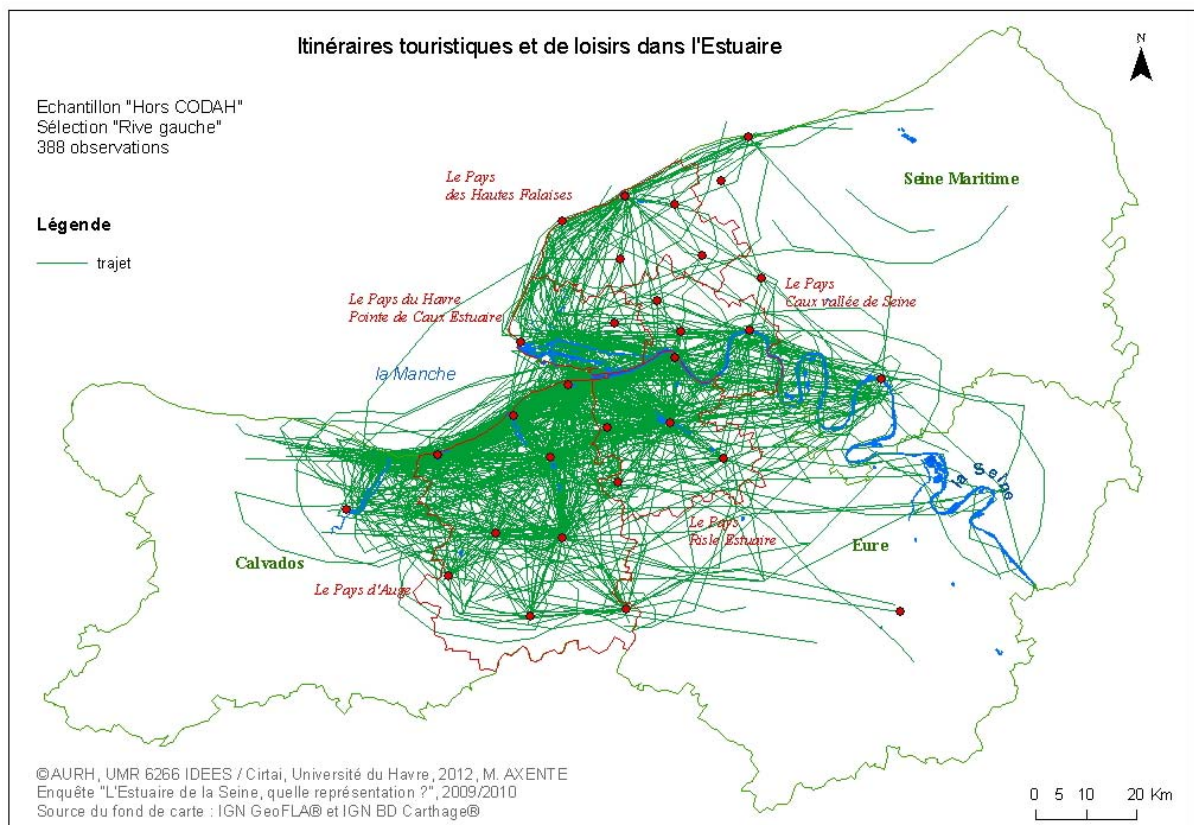 Itinéraires touristiques et de loisirs dans l'Estuaire
N
Echantillon "Hors CODAH"
Sélection "Rive gauche"
388 observations
Le Pays
des Hautes Falaises
Seine Maritime
Légende
trajet
Le Pays du Havre
Pointe de Caux Estuaire
Le Pays
Caux vallée de Seine
la Manche
la Seine
Le Pays
Risle Estuaire
Eure
Calvados
Le Pays d'Auge
©AURH, UMR 6266 IDEES / Cirtai, Université du Havre, 2012, M. AXENTE
Enquête "L'Estuaire de la Seine, quelle représentation ?", 2009/2010
Source du fond de carte : IGN GeoFLA® et IGN BD Carthage®
0 5 10 20 Km